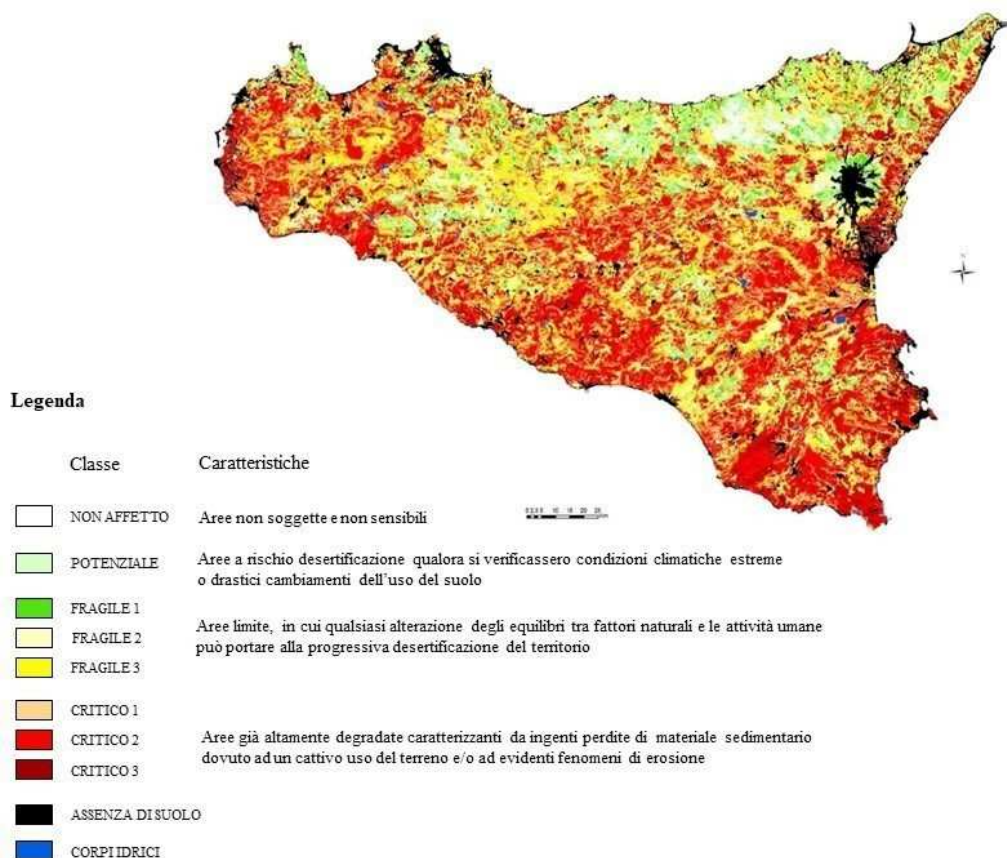 Legenda
Classe Caratteristiche
NON AFFETTO Aree non soggette e non sensibili
POTENZIALE Aree a rischio desertificazione qualora si verificassero condizioni climatiche estreme
o drastici cambiamenti dell'uso del suolo
FRAGILE 1
FRAGILE 2 Aree limite, in cui qualsiasi alterazione degli equilibri tra fattori naturali e le attività umane
può portare alla progressiva desertificazione del territorio
FRAGILE 3
CRITICO 1
CRITICO 2 Aree già altamente degradate caratterizzanti da ingenti perdite di materiale sedimentario
dovuto ad un cattivo uso del terreno e/o ad evidenti fenomeni di erosione
CRITICO 3
ASSENZA DI SUOLO
CORPI IDRICI